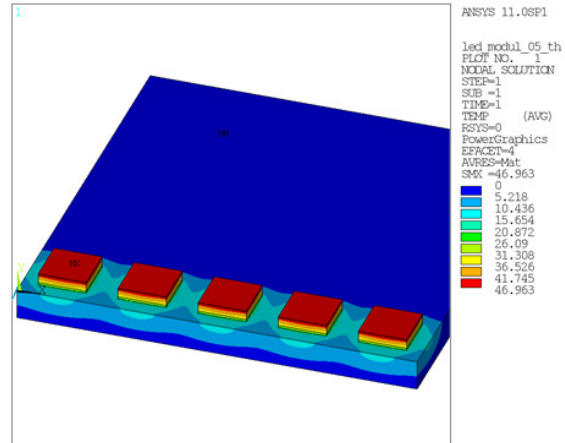 1
ANSYS 11.0SP1
led_modul_05_th
PLOT NO. 1
NODAL SOLUTION
STEP=1
SUB =1
TIME=1
TEMP (AVG)
RSYS=0
PowerGraphics
EFACET=4
AVRES=Mat
SMX =46.963
0
5.218
10.436
15.654
20.872
26.09
31.308
36.526
41.745
46.963
MN
MX
Y